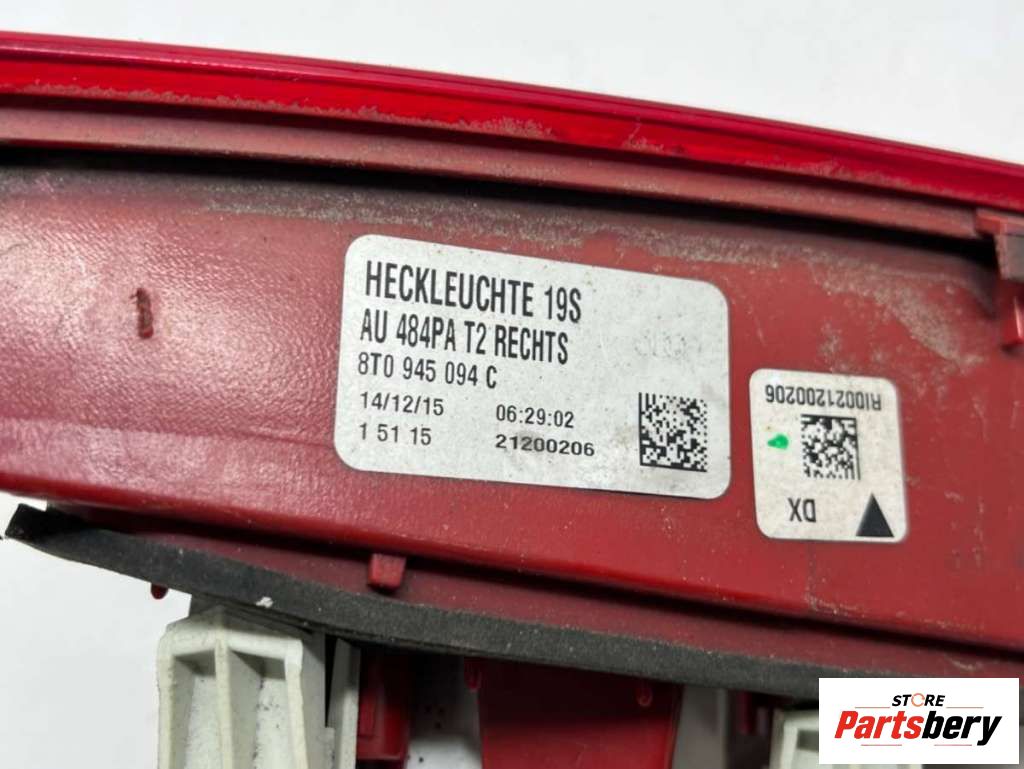 HECKLEUCHTE 19S
AU 484PA T2 RECHTS
8T0 945 094 C
14/12/15 06:29:02
1 51 15 21200206
RI0021200206
DX
STORE
Partsbery